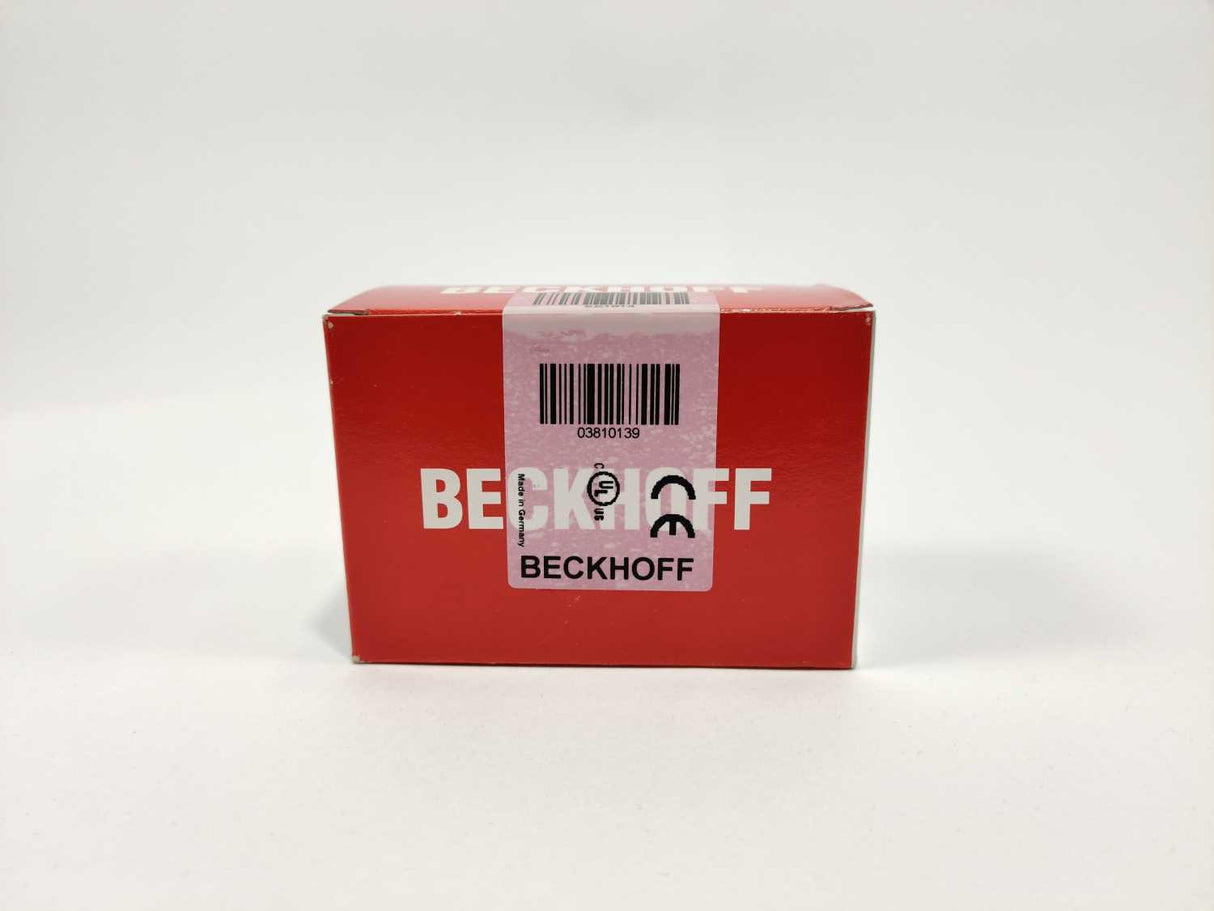 BECKHOFF
03810139
BECKHOFF
Made in Germany
C UL US
CE
BECKHOFF